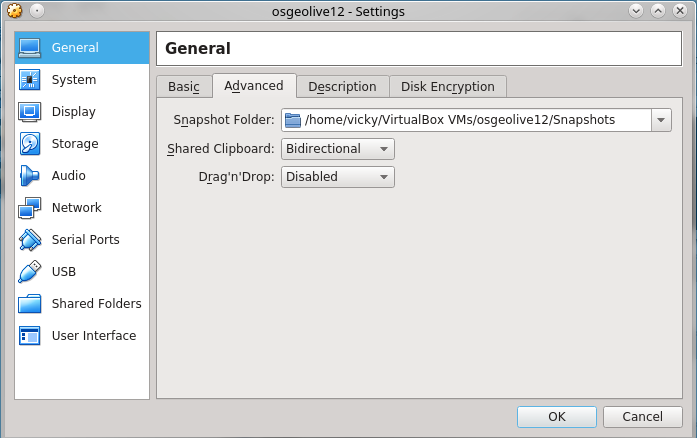 osgeolive12 - Settings
General
System
Display
Storage
Audio
Network
Serial Ports
USB
Shared Folders
User Interface
General
Basic Advanced Description Disk Encryption
Snapshot Folder: /home/vicky/VirtualBox VMs/osgeolive12/Snapshots
Shared Clipboard: Bidirectional
Drag'n'Drop: Disabled
OK Cancel